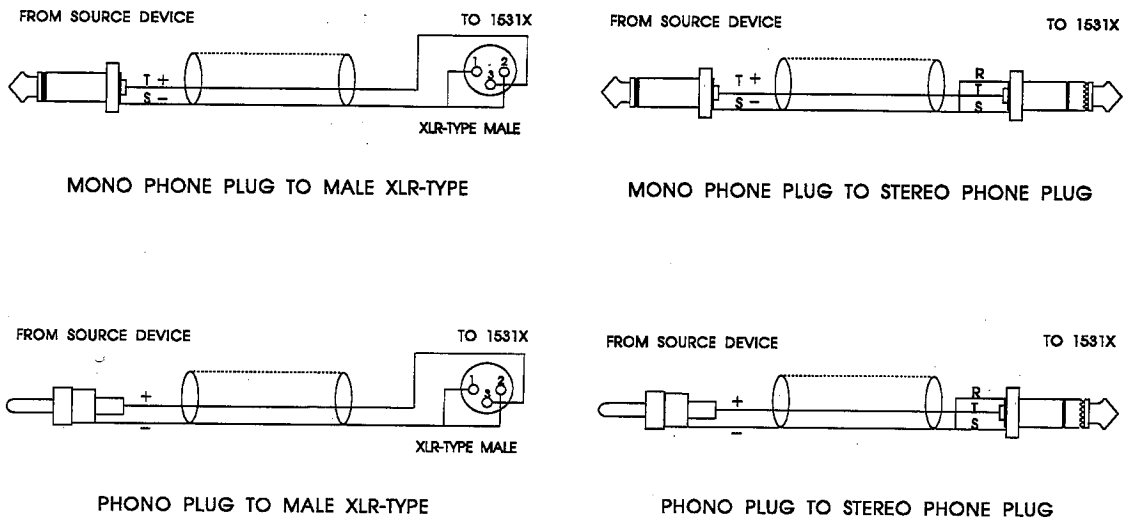 FROM SOURCE DEVICE
TO 1531X
T +
S –
1 2
3
XLR-TYPE MALE
MONO PHONE PLUG TO MALE XLR-TYPE
FROM SOURCE DEVICE
TO 1531X
T +
S –
R
T
S
MONO PHONE PLUG TO STEREO PHONE PLUG
FROM SOURCE DEVICE
TO 1531X
+
–
1 2
3
XLR-TYPE MALE
PHONO PLUG TO MALE XLR-TYPE
FROM SOURCE DEVICE
TO 1531X
+
–
R
T
S
PHONO PLUG TO STEREO PHONE PLUG